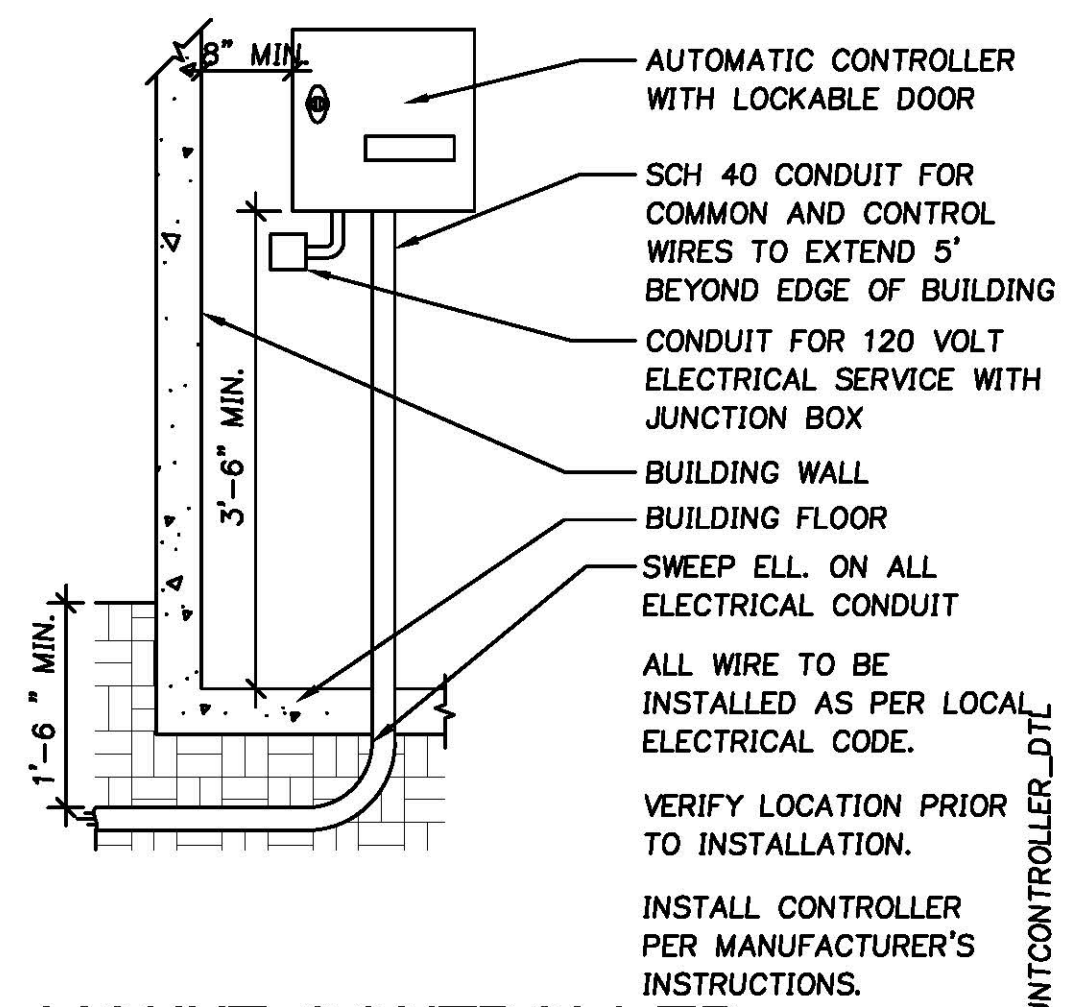 8" MIN.
AUTOMATIC CONTROLLER
WITH LOCKABLE DOOR
SCH 40 CONDUIT FOR
COMMON AND CONTROL
WIRES TO EXTEND 5'
BEYOND EDGE OF BUILDING
CONDUIT FOR 120 VOLT
ELECTRICAL SERVICE WITH
JUNCTION BOX
3'-6" MIN.
BUILDING WALL
BUILDING FLOOR
SWEEP ELL. ON ALL
ELECTRICAL CONDUIT
1'-6 " MIN.
ALL WIRE TO BE
INSTALLED AS PER LOCAL
ELECTRICAL CODE.
VERIFY LOCATION PRIOR
TO INSTALLATION.
INSTALL CONTROLLER
PER MANUFACTURER'S
INSTRUCTIONS.
NTCONTROLLER_DTL